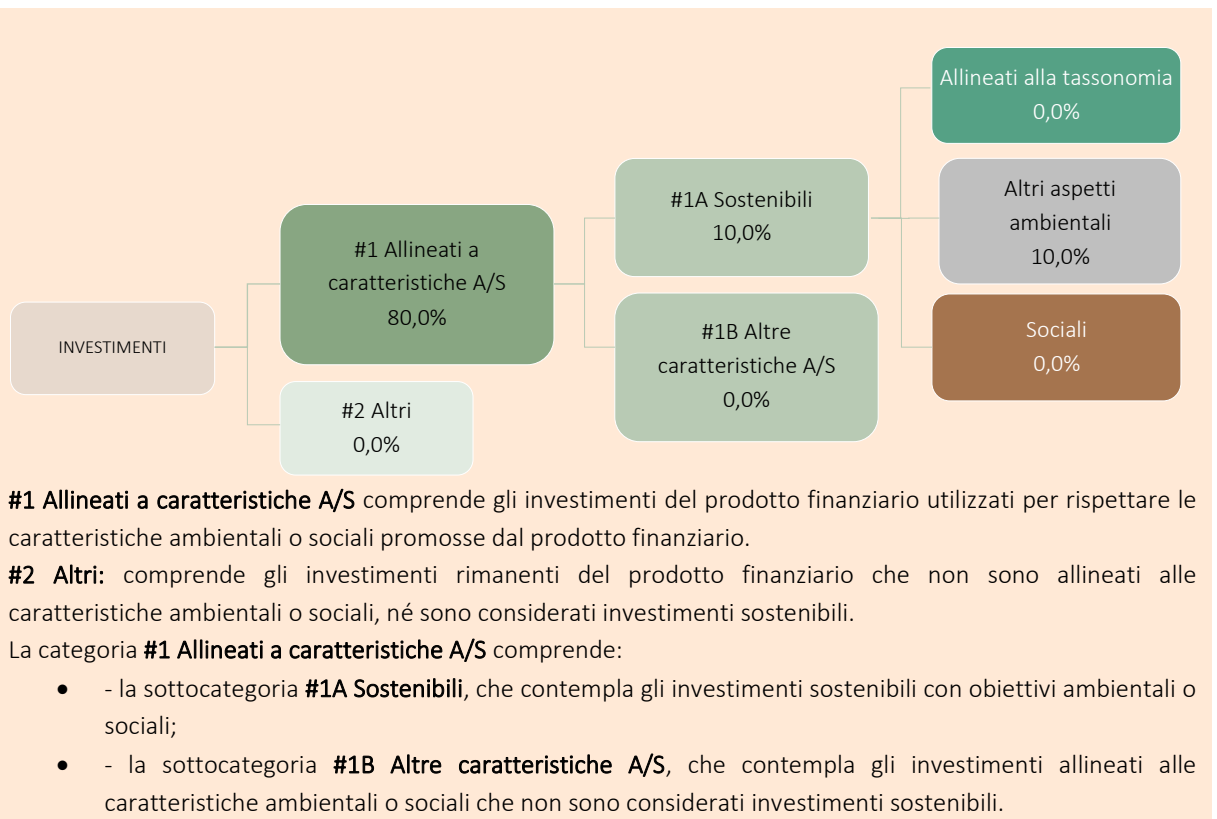 Allineati alla tassonomia
0,0%
#1A Sostenibili
10,0%
Altri aspetti
ambientali
10,0%
#1 Allineati a
caratteristiche A/S
80,0%
INVESTIMENTI
#1B Altre
caratteristiche A/S
0,0%
Sociali
0,0%
#2 Altri
0,0%
#1 Allineati a caratteristiche A/S comprende gli investimenti del prodotto finanziario utilizzati per rispettare le
caratteristiche ambientali o sociali promosse dal prodotto finanziario.
#2 Altri: comprende gli investimenti rimanenti del prodotto finanziario che non sono allineati alle
caratteristiche ambientali o sociali, né sono considerati investimenti sostenibili.
La categoria #1 Allineati a caratteristiche A/S comprende:
• - la sottocategoria #1A Sostenibili, che contempla gli investimenti sostenibili con obiettivi ambientali o
sociali;
• - la sottocategoria #1B Altre caratteristiche A/S, che contempla gli investimenti allineati alle
caratteristiche ambientali o sociali che non sono considerati investimenti sostenibili.